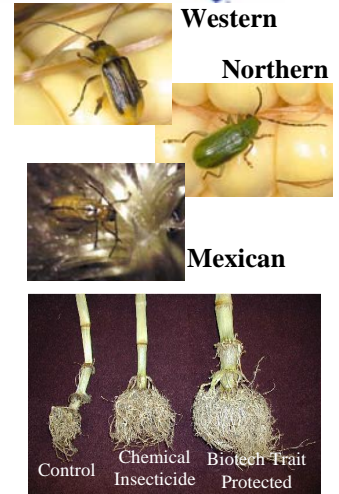 Western
Northern
Mexican
Control
Chemical
Insecticide
Biotech Trait
Protected